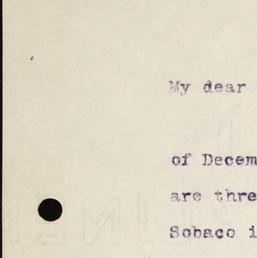 My dear
of Decem
are thre
Sobaco i